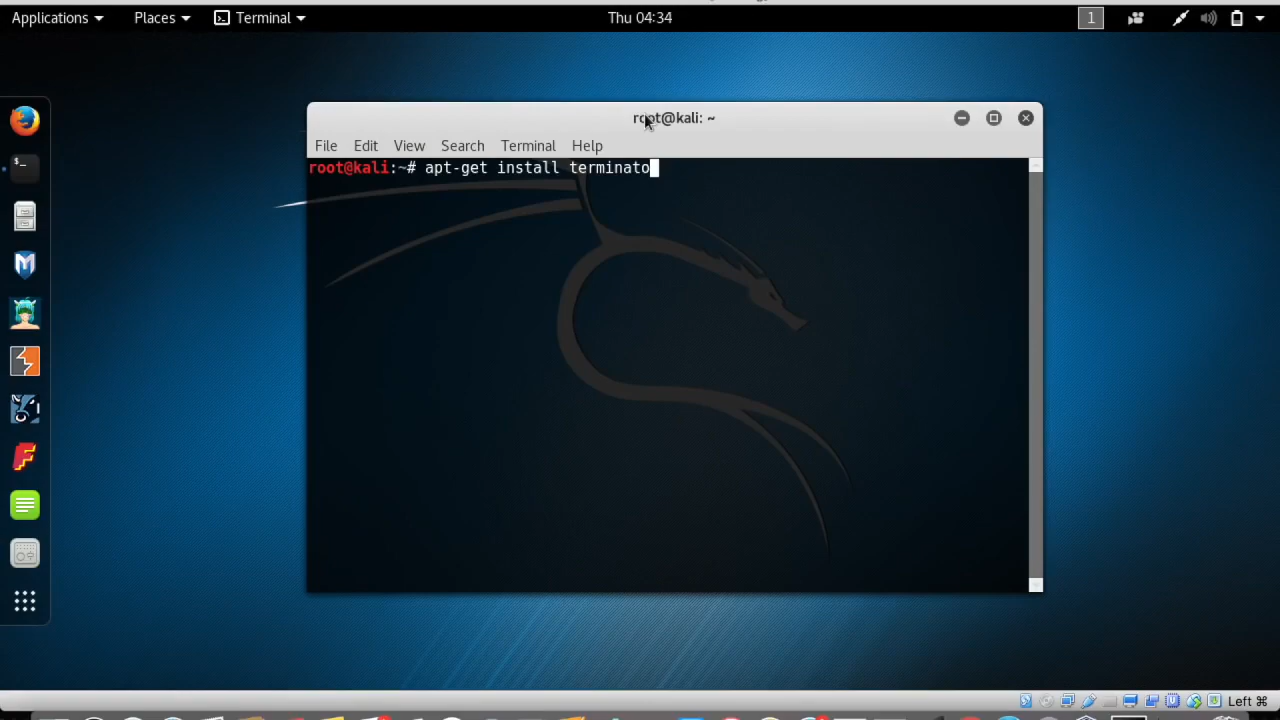 Applications Places Terminal Thu 04:34 1
root@kali: ~
File Edit View Search Terminal Help
root@kali:~# apt-get install terminato
Left ⌘